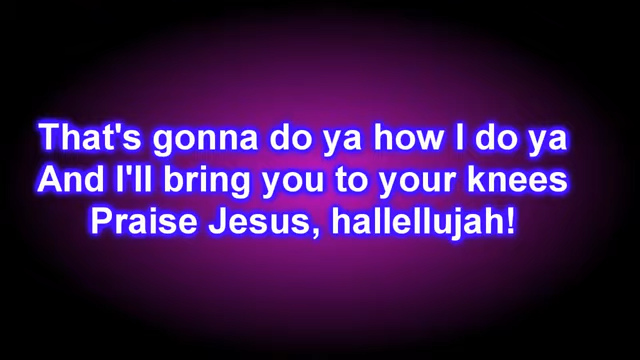 That's gonna do ya how I do ya
And I'll bring you to your knees
Praise Jesus, hallellujah!